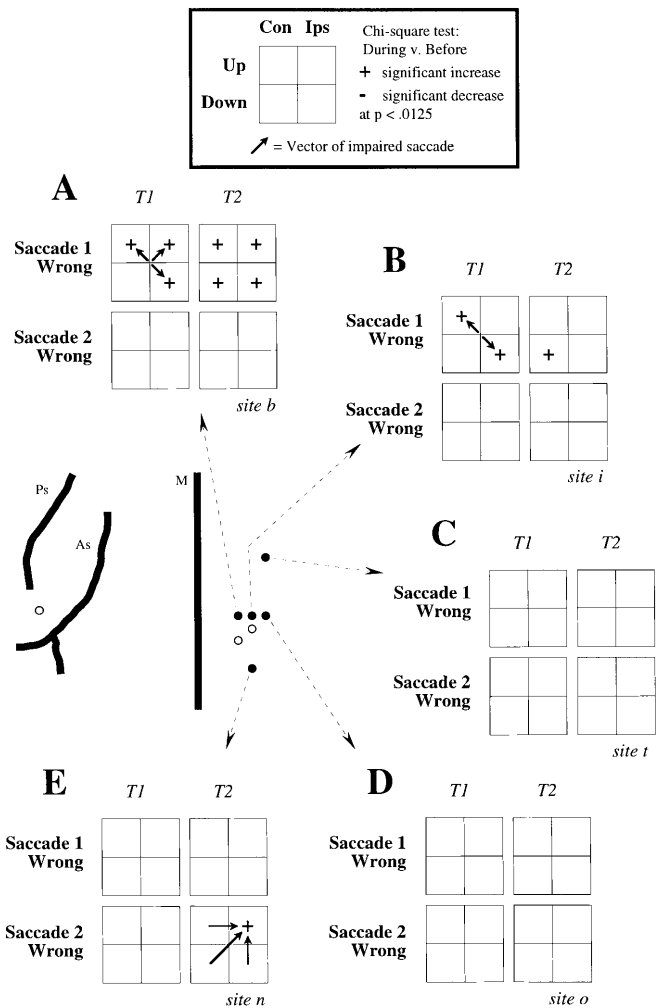 Con Ips
Up
Down
Chi-square test:
During v. Before
+ significant increase
- significant decrease
at p < .0125
= Vector of impaired saccade
A
T1 T2
Saccade 1
Wrong
+ + + +
+ + +
Saccade 2
Wrong
site b
B
T1 T2
Saccade 1
Wrong
+
+ +
Saccade 2
Wrong
site i
Ps
As
M
C
T1 T2
Saccade 1
Wrong
Saccade 2
Wrong
site t
E
T1 T2
Saccade 1
Wrong
Saccade 2
Wrong
+
site n
D
T1 T2
Saccade 1
Wrong
Saccade 2
Wrong
site o